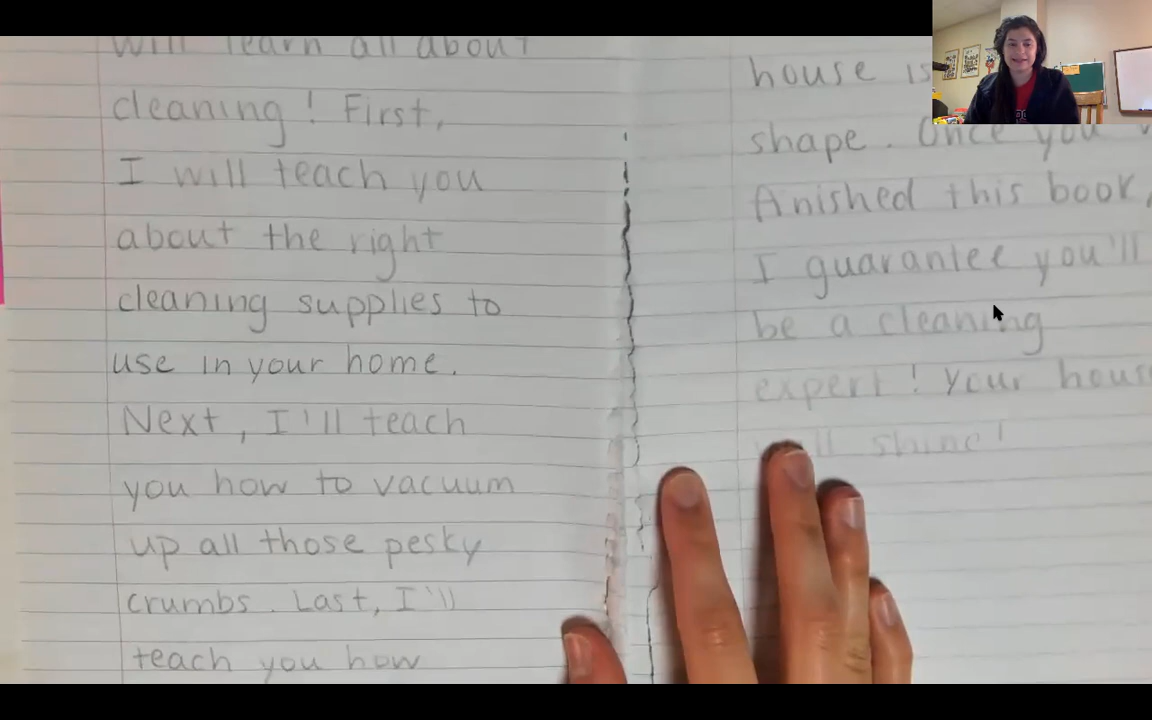 will learn all about
cleaning! First,
I will teach you
about the right
cleaning supplies to
use in your home.
Next, I'll teach
you how to vacuum
up all those pesky
crumbs. Last, I'll
teach you how
house is
shape. Once you
finished this book,
I guarantee you'll
be a cleaning
expert! Your
shine!